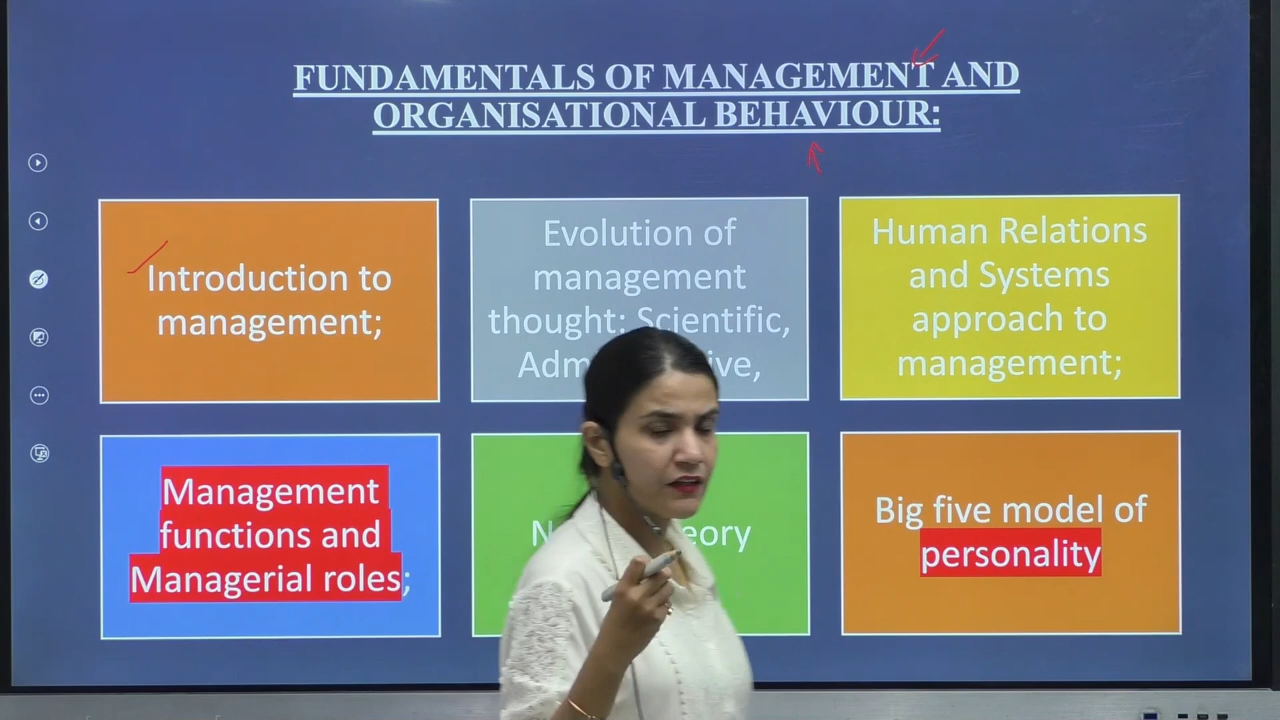 FUNDAMENTALS OF MANAGEMENT AND
ORGANISATIONAL BEHAVIOUR:
Introduction to
management;
Evolution of
management
thought: Scientific,
Human Relations
and Systems
approach to
management;
Management
functions and
Managerial roles;
Big five model of
personality